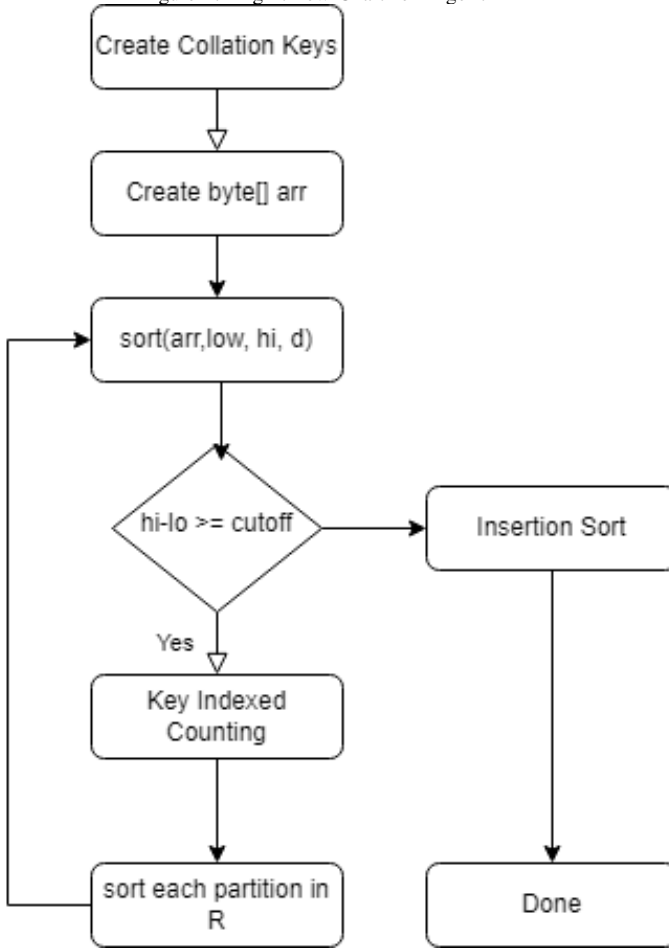 Create Collation Keys
Create byte[] arr
sort(arr,low, hi, d)
hi-lo >= cutoff
Insertion Sort
Yes
Key Indexed
Counting
sort each partition in
R
Done